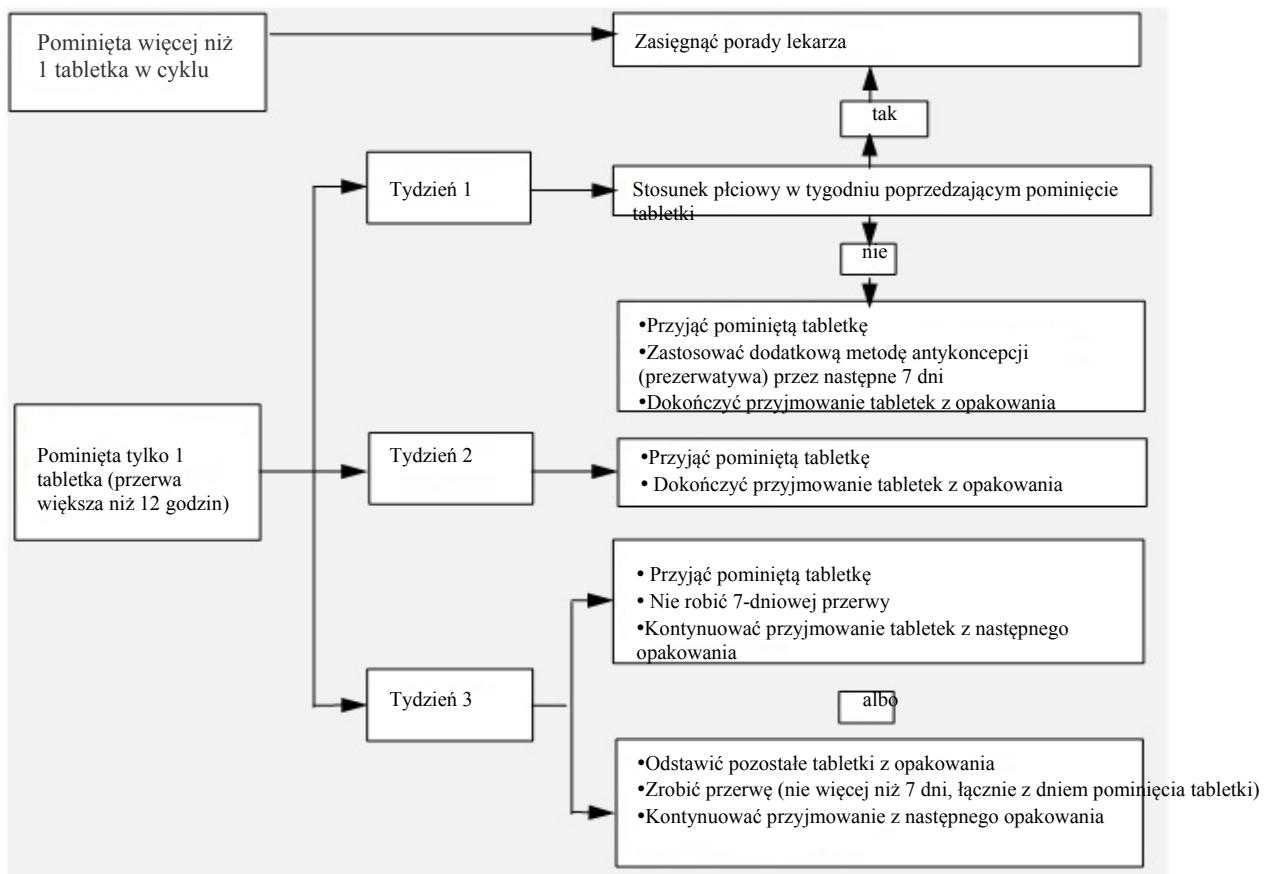 Pominięta więcej niż
1 tabletka w cyklu
Zasięgnąć porady lekarza
tak
Tydzień 1
Stosunek płciowy w tygodniu poprzedzającym pominięcie
tabletki
nie
•Przyjąć pominiętą tabletkę
•Zastosować dodatkową metodę antykoncepcji
(prezerwatywa) przez następne 7 dni
•Dokończyć przyjmowanie tabletek z opakowania
Pominięta tylko 1
tabletka (przerwa
większa niż 12 godzin)
Tydzień 2
•Przyjąć pominiętą tabletkę
• Dokończyć przyjmowanie tabletek z opakowania
• Przyjąć pominiętą tabletkę
• Nie robić 7-dniowej przerwy
•Kontynuować przyjmowanie tabletek z następnego
opakowania
Tydzień 3
albo
•Odstawić pozostałe tabletki z opakowania
•Zrobić przerwę (nie więcej niż 7 dni, łącznie z dniem pominięcia tabletki)
•Kontynuować przyjmowanie z następnego opakowania